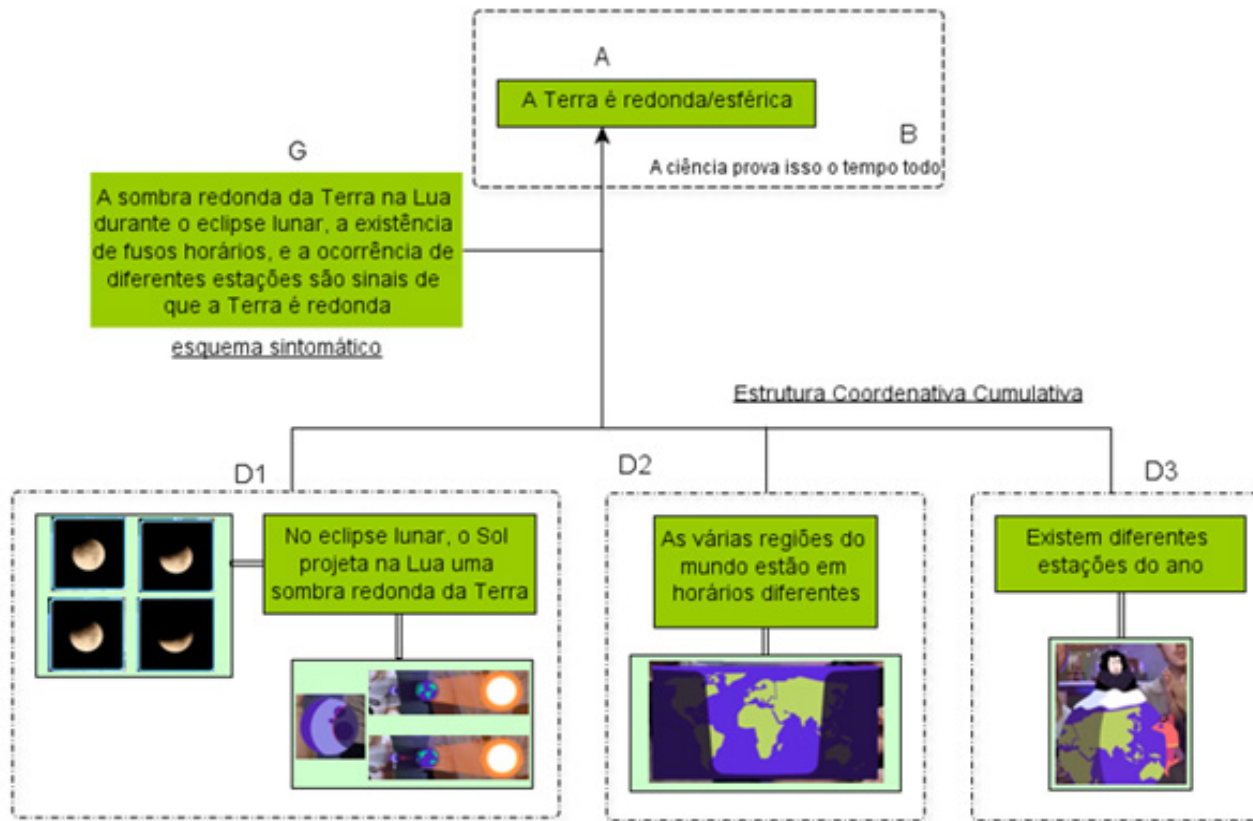 A
A Terra é redonda/esférica
B
A ciência prova isso o tempo todo
G
A sombra redonda da Terra na Lua
durante o eclipse lunar, a existência
de fusos horários, e a ocorrência de
diferentes estações são sinais de
que a Terra é redonda
esquema sintomático
Estrutura Coordenativa Cumulativa
D1
No eclipse lunar, o Sol
projeta na Lua uma
sombra redonda da Terra
D2
As várias regiões do
mundo estão em
horários diferentes
D3
Existem diferentes
estações do ano